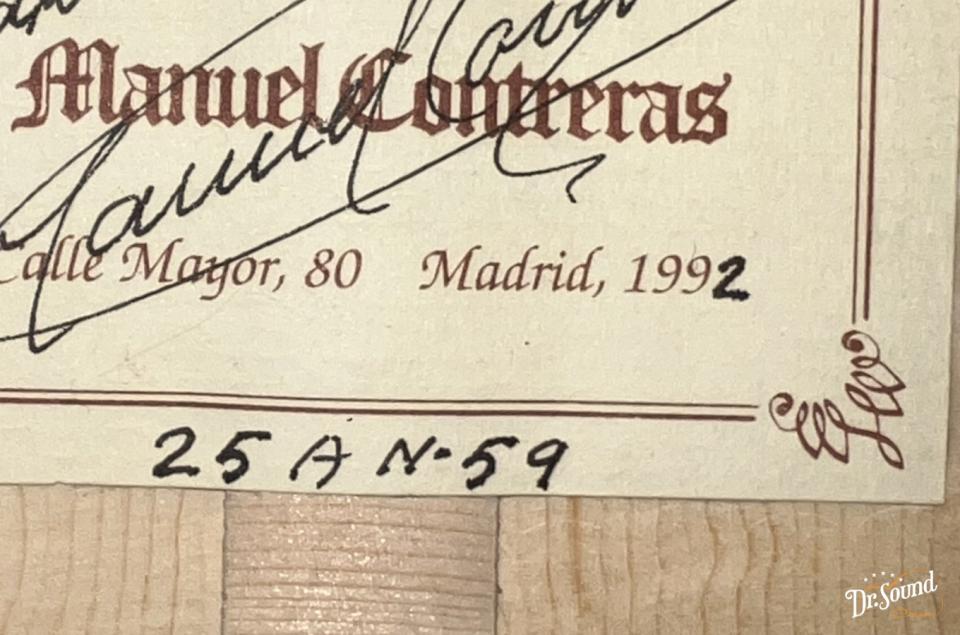 Manuel Contreras
Calle Mayor, 80 Madrid, 1992
25 A N-59
Dr.Sound